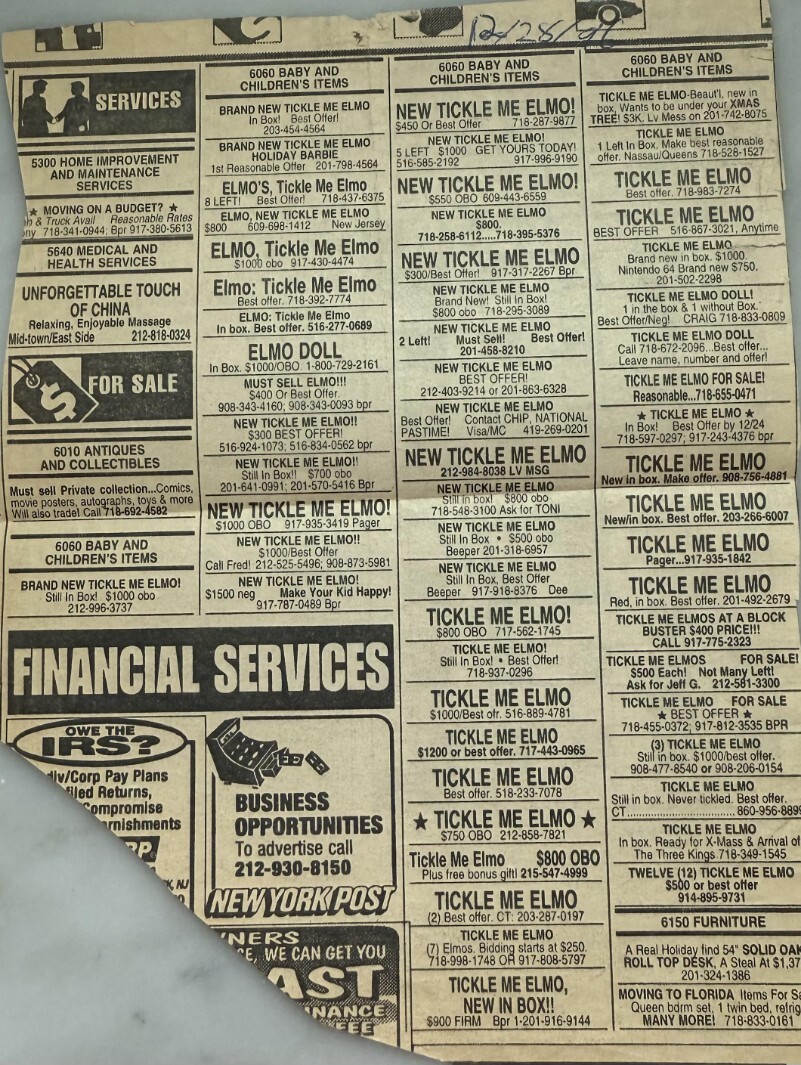 SERVICES
5300 HOME IMPROVEMENT
AND MAINTENANCE
SERVICES
★ MOVING ON A BUDGET? ★
& Truck Avail Reasonable Rates
718-341-0944; Bpr 917-380-5613
5640 MEDICAL AND
HEALTH SERVICES
UNFORGETTABLE TOUCH
OF CHINA
Relaxing, Enjoyable Massage
Mid-town/East Side 212-818-0324
$ FOR SALE
6010 ANTIQUES
AND COLLECTIBLES
Must sell Private collection...Comics,
movie posters, autographs, toys & more
Will also trade! Call 718-692-4582
6060 BABY AND
CHILDREN'S ITEMS
BRAND NEW TICKLE ME ELMO!
Still In Box! $1000 obo
212-996-3737
6060 BABY AND
CHILDREN'S ITEMS
BRAND NEW TICKLE ME ELMO
In Box! Best Offer!
203-454-4564
BRAND NEW TICKLE ME ELMO
HOLIDAY BARBIE
1st Reasonable Offer 201-798-4564
ELMO'S, Tickle Me Elmo
8 LEFT! Best Offer! 718-437-6375
ELMO, NEW TICKLE ME ELMO
$800 609-698-1412 New Jersey
ELMO, Tickle Me Elmo
$1000 obo 917-430-4474
Elmo: Tickle Me Elmo
Best offer. 718-392-7774
ELMO: Tickle Me Elmo
In box. Best offer. 516-277-0689
ELMO DOLL
In Box. $1000/OBO. 1-800-729-2161
MUST SELL ELMO!!!
$400 Or Best Offer
908-343-4160; 908-343-0093 bpr
NEW TICKLE ME ELMO!!
$300 BEST OFFER!
516-924-1073; 516-834-0562 bpr
NEW TICKLE ME ELMO!!
Still In Box!! $700 obo
201-641-0991; 201-570-5416 Bpr
NEW TICKLE ME ELMO!
$1000 OBO 917-935-3419 Pager
NEW TICKLE ME ELMO!!
$1000/Best Offer
Call Fred! 212-525-5496; 908-873-5981
NEW TICKLE ME ELMO!
$1500 neg Make Your Kid Happy!
917-787-0489 Bpr
6060 BABY AND
CHILDREN'S ITEMS
NEW TICKLE ME ELMO!
$450 Or Best Offer 718-287-9877
NEW TICKLE ME ELMO!
5 LEFT $1000 GET YOURS TODAY!
516-585-2192 917-996-9190
NEW TICKLE ME ELMO!
$550 OBO 609-443-6559
NEW TICKLE ME ELMO
$800.
718-258-6112.....718-395-5376
NEW TICKLE ME ELMO
$300/Best Offer! 917-317-2267 Bpr
NEW TICKLE ME ELMO
Brand New! Still In Box!
$800 obo 718-295-3089
NEW TICKLE ME ELMO
2 Left! Must Sell! Best Offer!
201-458-8210
NEW TICKLE ME ELMO
BEST OFFER!
212-403-9214 or 201-863-6328
NEW TICKLE ME ELMO
Best Offer! Contact CHIP, NATIONAL
PASTIME! Visa/MC 419-269-0201
NEW TICKLE ME ELMO
212-984-8038 LV MSG
NEW TICKLE ME ELMO
Still in box! $800 obo
718-548-3100 Ask for TONI
NEW TICKLE ME ELMO
Still In Box • $500 obo
Beeper 201-318-6957
NEW TICKLE ME ELMO
Still In Box, Best Offer
Beeper 917-918-8376 Dee
TICKLE ME ELMO!
$800 OBO 717-562-1745
TICKLE ME ELMO!
Still In Box! • Best Offer!
718-937-0296
TICKLE ME ELMO
$1000/Best ofr. 516-889-4781
TICKLE ME ELMO
$1200 or best offer. 717-443-0965
TICKLE ME ELMO
Best offer. 518-233-7078
★ TICKLE ME ELMO ★
$750 OBO 212-858-7821
Tickle Me Elmo $800 OBO
Plus free bonus gift! 215-547-4999
TICKLE ME ELMO
(2) Best offer. CT: 203-287-0197
TICKLE ME ELMO
(7) Elmos. Bidding starts at $250.
718-998-1748 OR 917-808-5797
TICKLE ME ELMO,
NEW IN BOX!!
$900 FIRM Bpr 1-201-916-9144
6060 BABY AND
CHILDREN'S ITEMS
TICKLE ME ELMO-Beaut'l, new in
box, Wants to be under your XMAS
TREE! $3K. Lv Mess on 201-742-8075
TICKLE ME ELMO
1 Left In Box. Make best reasonable
offer. Nassau/Queens 718-528-1527
TICKLE ME ELMO
Best offer. 718-983-7274
TICKLE ME ELMO
BEST OFFER 516-867-3021, Anytime
TICKLE ME ELMO
Brand new in box. $1000.
Nintendo 64 Brand new $750.
201-502-2298
TICKLE ME ELMO DOLL!
1 in the box & 1 without Box.
Best Offer/Neg! CRAIG 718-833-0809
TICKLE ME ELMO DOLL
Call 718-672-2096...Best offer...
Leave name, number and offer!
TICKLE ME ELMO FOR SALE!
Reasonable...718-655-0471
★ TICKLE ME ELMO ★
In Box! Best Offer by 12/24
718-597-0297; 917-243-4376 bpr
TICKLE ME ELMO
New in box. Make offer. 908-756-4881
TICKLE ME ELMO
New/in box. Best offer. 203-266-6007
TICKLE ME ELMO
Pager...917-935-1842
TICKLE ME ELMO
Red, in box. Best offer. 201-492-2679
TICKLE ME ELMOS AT A BLOCK
BUSTER $400 PRICE!!!
CALL 917-775-2323
TICKLE ME ELMOS FOR SALE!
$500 Each! Not Many Left!
Ask for Jeff G. 212-581-3300
TICKLE ME ELMO FOR SALE
★ BEST OFFER ★
718-455-0372; 917-812-3535 BPR
(3) TICKLE ME ELMO
Still in box. $1000/best offer.
908-477-8540 or 908-206-0154
TICKLE ME ELMO
Still in box. Never tickled. Best offer.
CT. 860-956-8899
TICKLE ME ELMO
In box. Ready for X-Mass & Arrival of
The Three Kings 718-349-1545
TWELVE (12) TICKLE ME ELMO
$500 or best offer
914-895-9731
6150 FURNITURE
A Real Holiday find 54" SOLID OAK
ROLL TOP DESK, A Steal At $1,37
201-324-1386
MOVING TO FLORIDA Items For Sa
Queen bdrm set, 1 twin bed, refrig
MANY MORE! 718-833-0161
FINANCIAL SERVICES
OWE THE
IRS?
/Corp Pay Plans
filed Returns,
Compromise
arnishments
NJ
BUSINESS
OPPORTUNITIES
To advertise call
212-930-8150
NEW YORK POST
WNERS
CE, WE CAN GET YOU
AST
NANCE
FEE